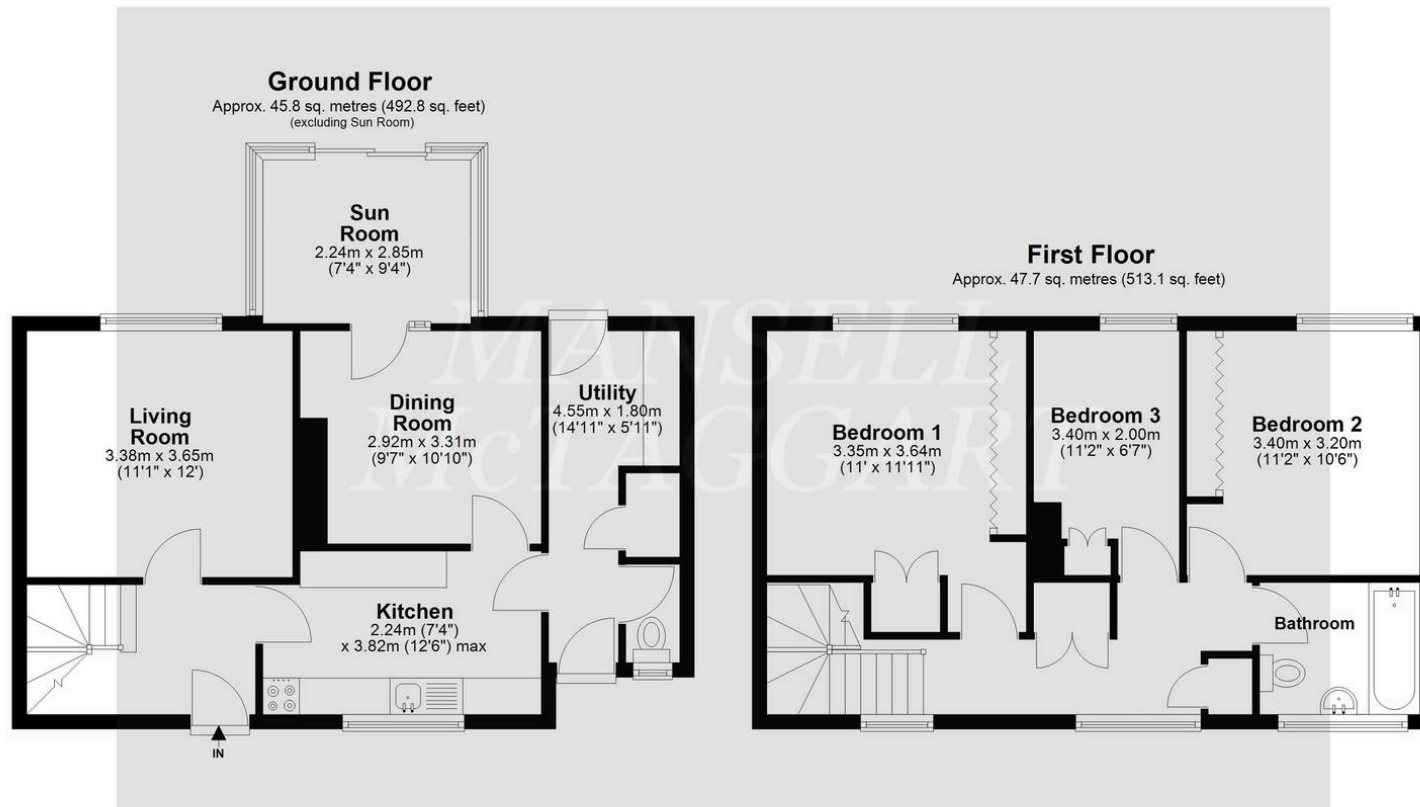 Ground Floor
Approx. 45.8 sq. metres (492.8 sq. feet)
(excluding Sun Room)
Sun
Room
2.24m x 2.85m
(7'4" x 9'4")
First Floor
Approx. 47.7 sq. metres (513.1 sq. feet)
MANSELL
McTAGGART
Living
Room
3.38m x 3.65m
(11'1" x 12')
Dining
Room
2.92m x 3.31m
(9'7" x 10'10")
Utility
4.55m x 1.80m
(14'11" x 5'11")
Kitchen
2.24m (7'4")
x 3.82m (12'6") max
IN
Bedroom 1
3.35m x 3.64m
(11' x 11'11")
Bedroom 3
3.40m x 2.00m
(11'2" x 6'7")
Bedroom 2
3.40m x 3.20m
(11'2" x 10'6")
Bathroom